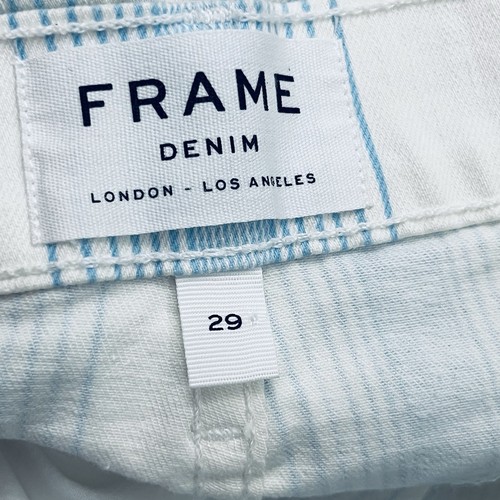 FRAME
DENIM
LONDON - LOS ANGELES
29